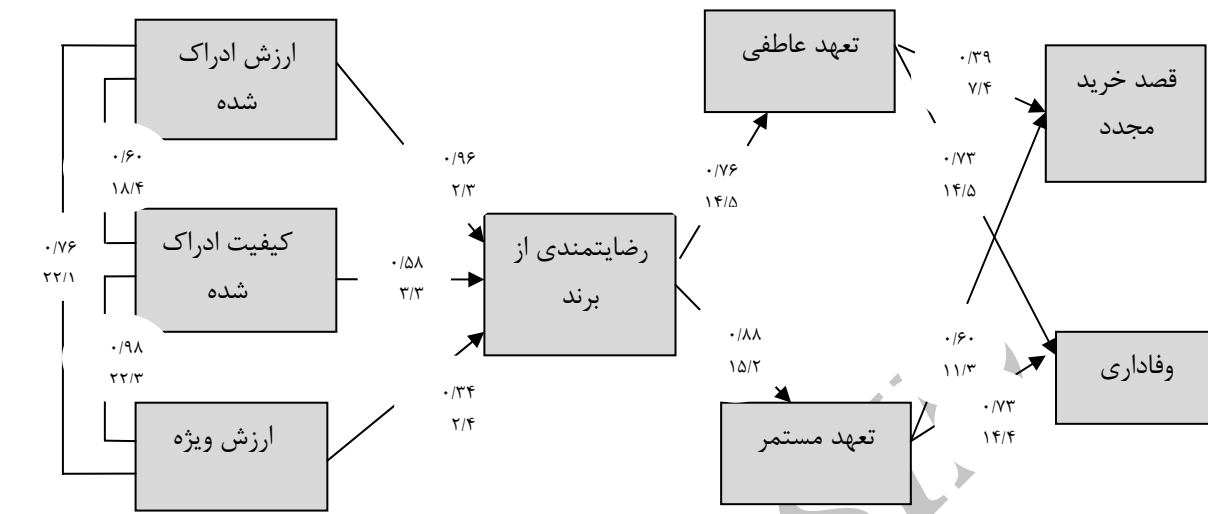 ارزش ادراک
شده
تعهد عاطفی
قصد خرید
مجدد
۰/۳۹
۷/۴
۰/۶۰
۱۸/۴
۰/۹۶
۲/۳
۰/۷۶
۱۴/۵
۰/۷۳
۱۴/۵
کیفیت ادراک
شده
رضایتمندی از
برند
۰/۷۶
۲۲/۱
۰/۵۸
۳/۳
۰/۹۸
۲۲/۳
۰/۸۸
۱۵/۲
۰/۶۰
۱۱/۳
وفاداری
۰/۳۴
۲/۴
۰/۷۳
۱۴/۴
ارزش ویژه
تعهد مستمر